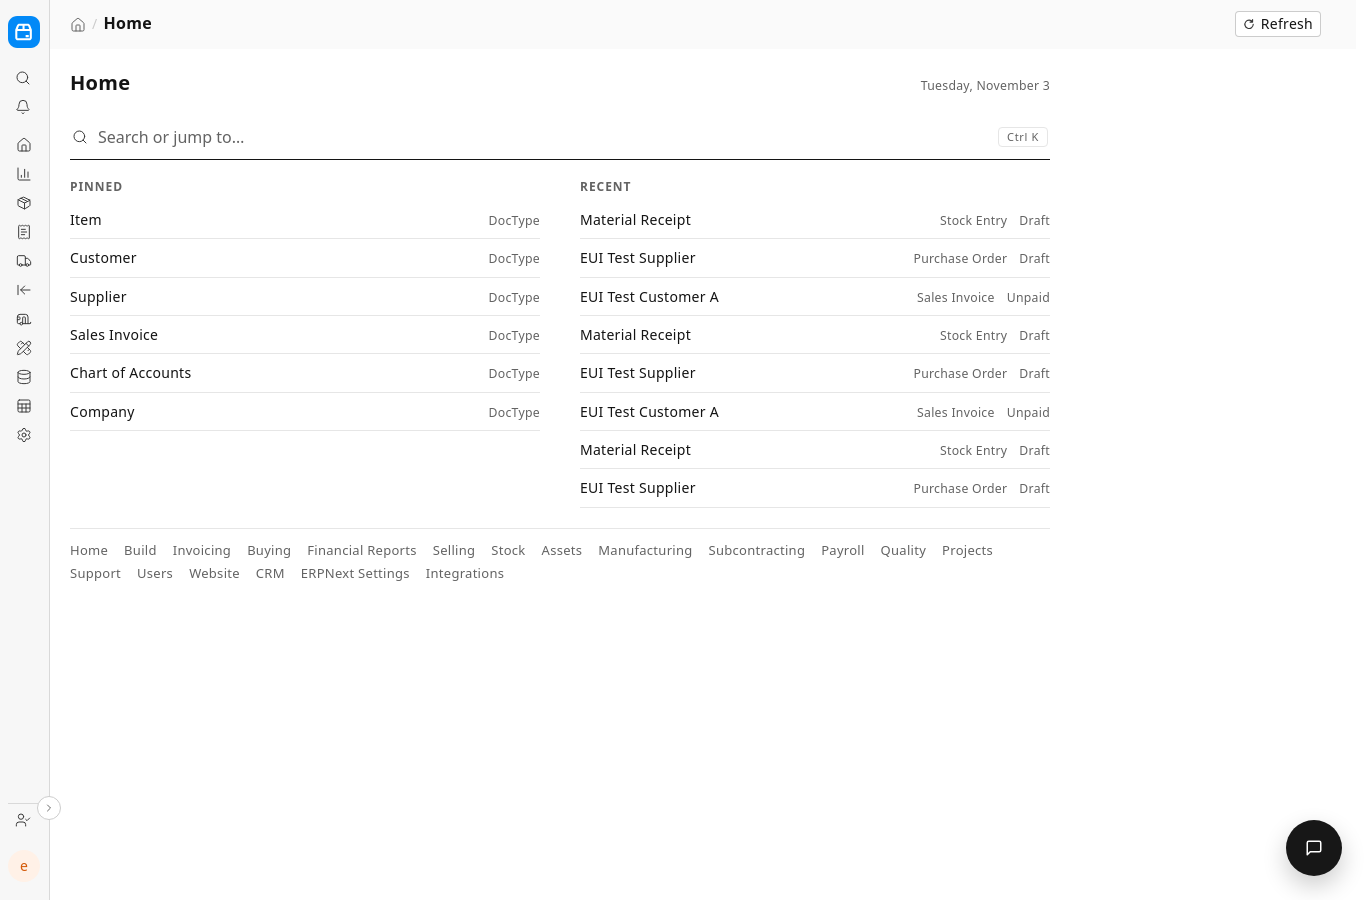 / Home
Refresh
Home
Tuesday, November 3
Search or jump to...
Ctrl K
PINNED
Item DocType
Customer DocType
Supplier DocType
Sales Invoice DocType
Chart of Accounts DocType
Company DocType
RECENT
Material Receipt Stock Entry Draft
EUI Test Supplier Purchase Order Draft
EUI Test Customer A Sales Invoice Unpaid
Material Receipt Stock Entry Draft
EUI Test Supplier Purchase Order Draft
EUI Test Customer A Sales Invoice Unpaid
Material Receipt Stock Entry Draft
EUI Test Supplier Purchase Order Draft
Home Build Invoicing Buying Financial Reports Selling Stock Assets Manufacturing Subcontracting Payroll Quality Projects
Support Users Website CRM ERPNext Settings Integrations
e